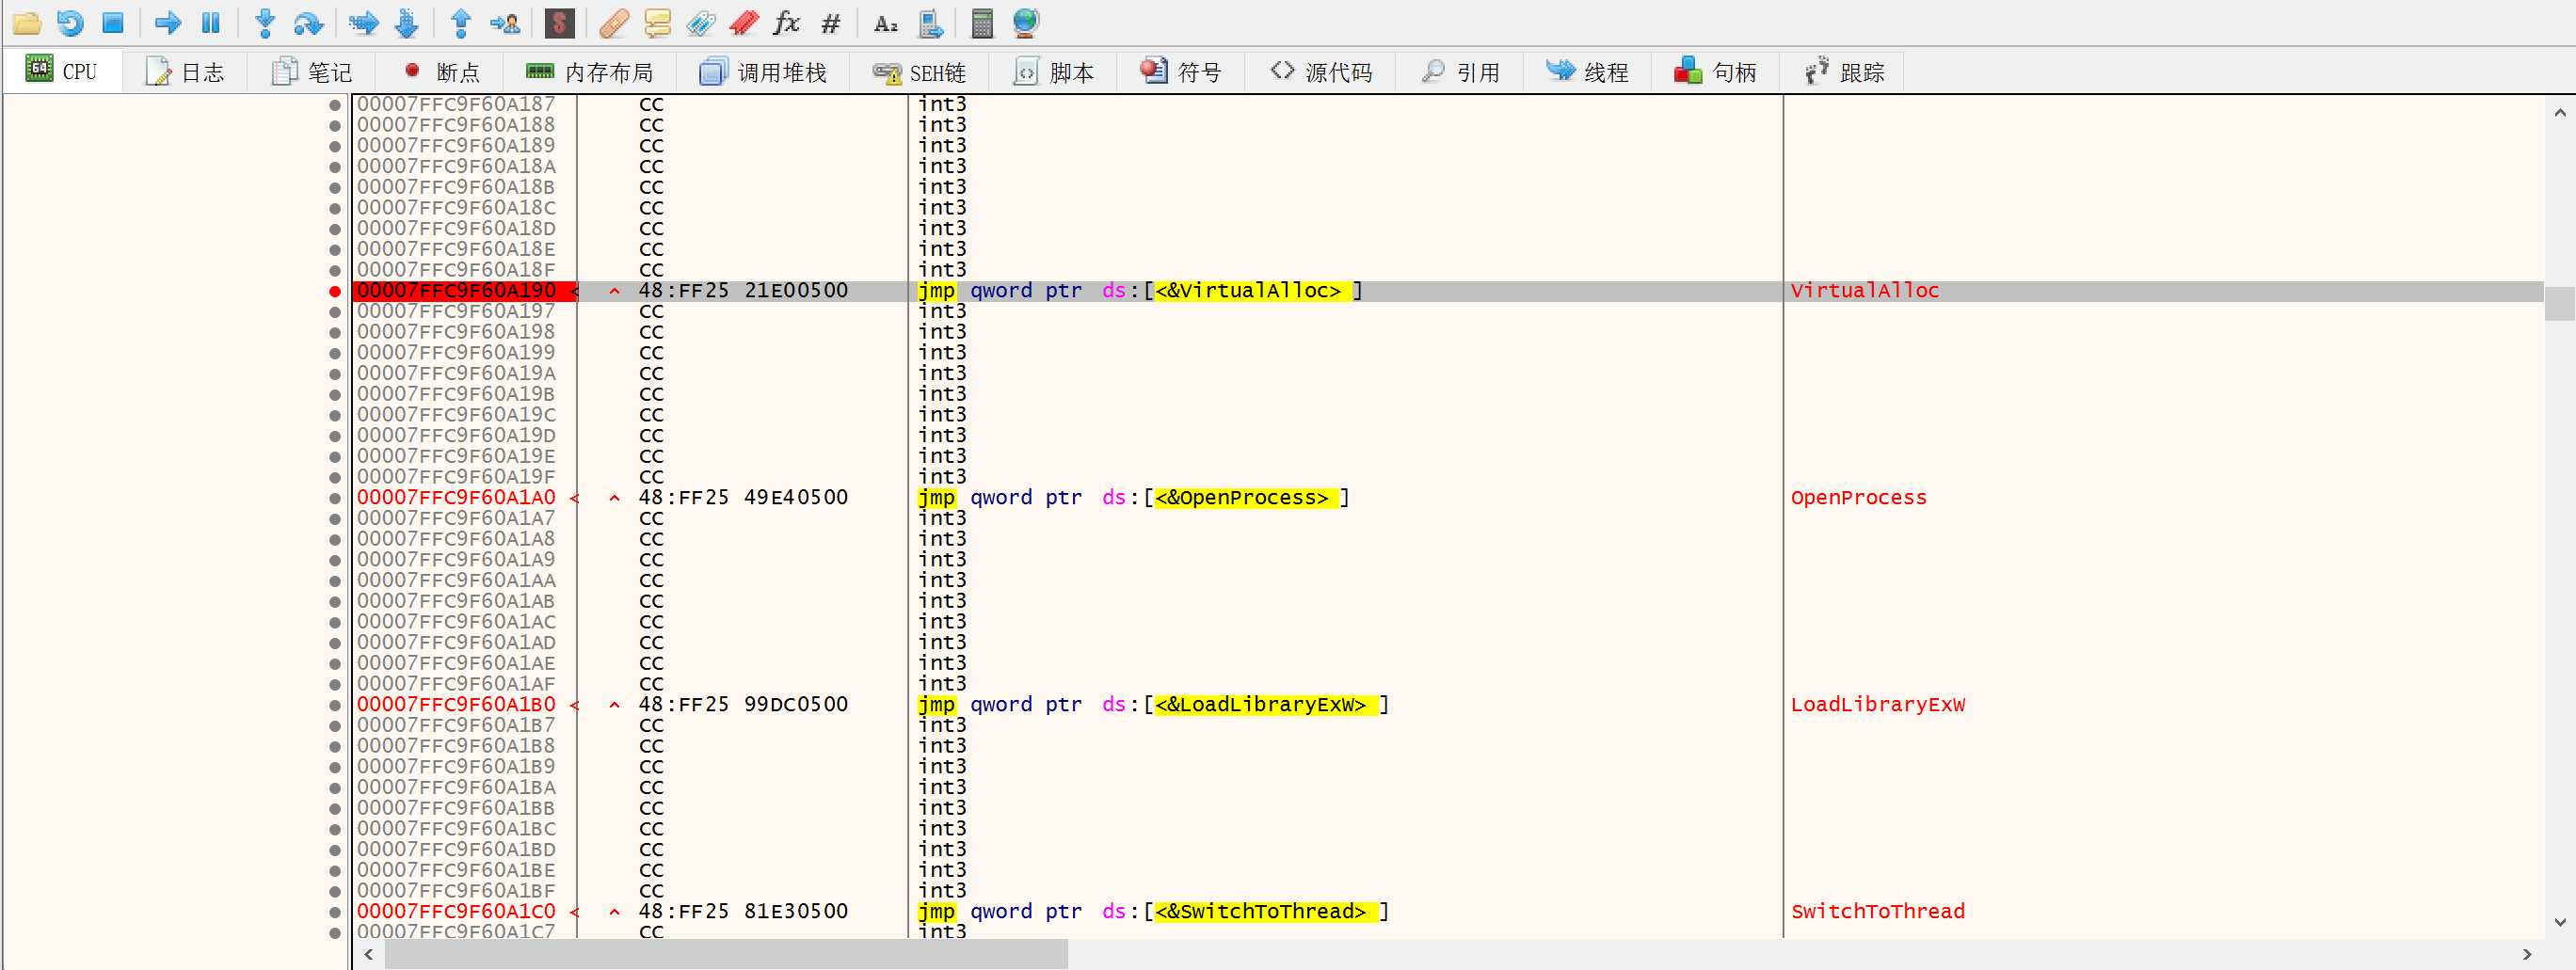 CPU 日志 笔记 断点 内存布局 调用堆栈 SEH链 脚本 符号 源代码 引用 线程 句柄 跟踪
00007FFC9F60A187 CC int3
00007FFC9F60A188 CC int3
00007FFC9F60A189 CC int3
00007FFC9F60A18A CC int3
00007FFC9F60A18B CC int3
00007FFC9F60A18C CC int3
00007FFC9F60A18D CC int3
00007FFC9F60A18E CC int3
00007FFC9F60A18F CC int3
00007FFC9F60A190 < ^ 48:FF25 21E00500 jmp qword ptr ds:[<&VirtualAlloc>] VirtualAlloc
00007FFC9F60A197 CC int3
00007FFC9F60A198 CC int3
00007FFC9F60A199 CC int3
00007FFC9F60A19A CC int3
00007FFC9F60A19B CC int3
00007FFC9F60A19C CC int3
00007FFC9F60A19D CC int3
00007FFC9F60A19E CC int3
00007FFC9F60A19F CC int3
00007FFC9F60A1A0 < ^ 48:FF25 49E40500 jmp qword ptr ds:[<&OpenProcess>] OpenProcess
00007FFC9F60A1A7 CC int3
00007FFC9F60A1A8 CC int3
00007FFC9F60A1A9 CC int3
00007FFC9F60A1AA CC int3
00007FFC9F60A1AB CC int3
00007FFC9F60A1AC CC int3
00007FFC9F60A1AD CC int3
00007FFC9F60A1AE CC int3
00007FFC9F60A1AF CC int3
00007FFC9F60A1B0 < ^ 48:FF25 99DC0500 jmp qword ptr ds:[<&LoadLibraryExW>] LoadLibraryExW
00007FFC9F60A1B7 CC int3
00007FFC9F60A1B8 CC int3
00007FFC9F60A1B9 CC int3
00007FFC9F60A1BA CC int3
00007FFC9F60A1BB CC int3
00007FFC9F60A1BC CC int3
00007FFC9F60A1BD CC int3
00007FFC9F60A1BE CC int3
00007FFC9F60A1BF CC int3
00007FFC9F60A1C0 < ^ 48:FF25 81E30500 jmp qword ptr ds:[<&SwitchToThread>] SwitchToThread
00007FFC9F60A1C7 CC int3